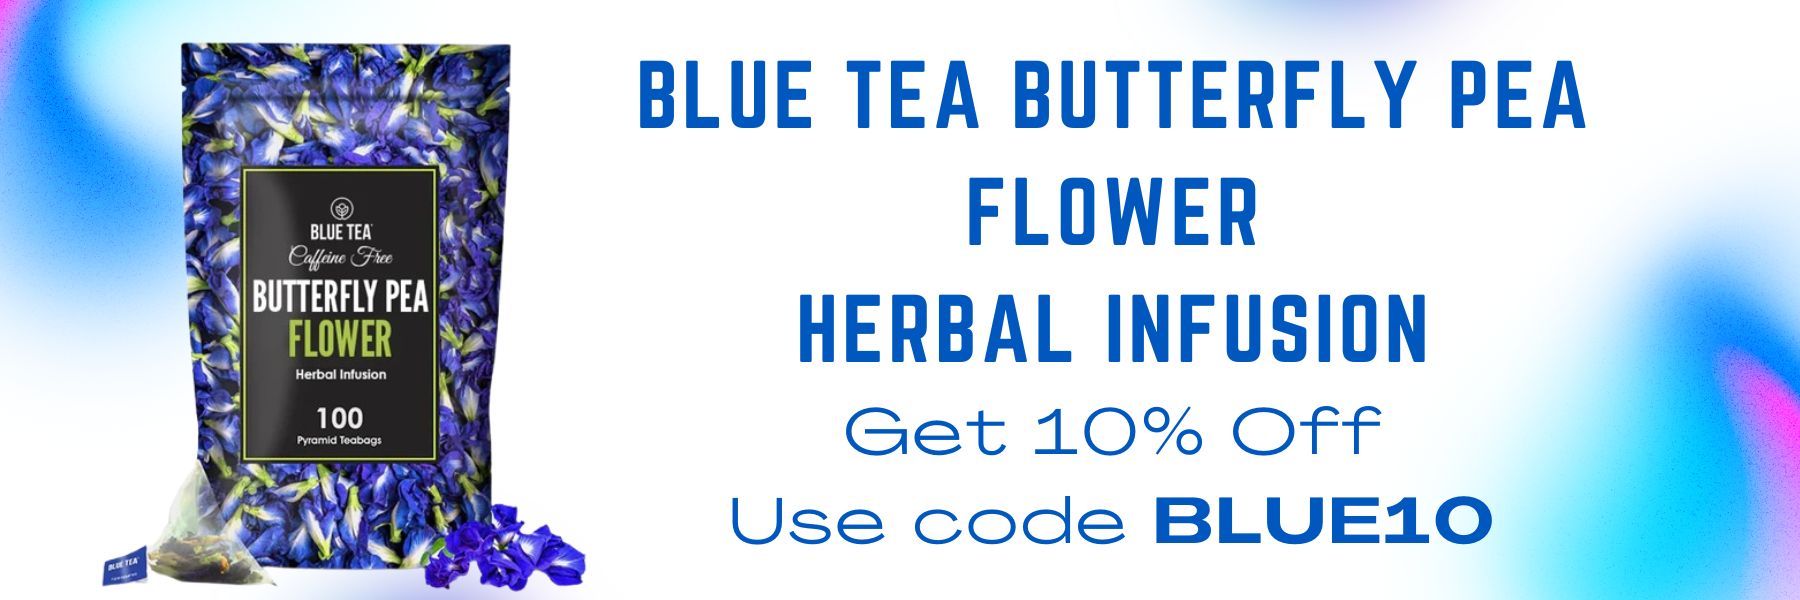 BLUE TEA
Caffeine Free
BUTTERFLY PEA
FLOWER
Herbal Infusion
100
Pyramid Teabags
BLUE TEA
BLUE TEA BUTTERFLY PEA
FLOWER
HERBAL INFUSION
Get 10% Off
Use code BLUE10